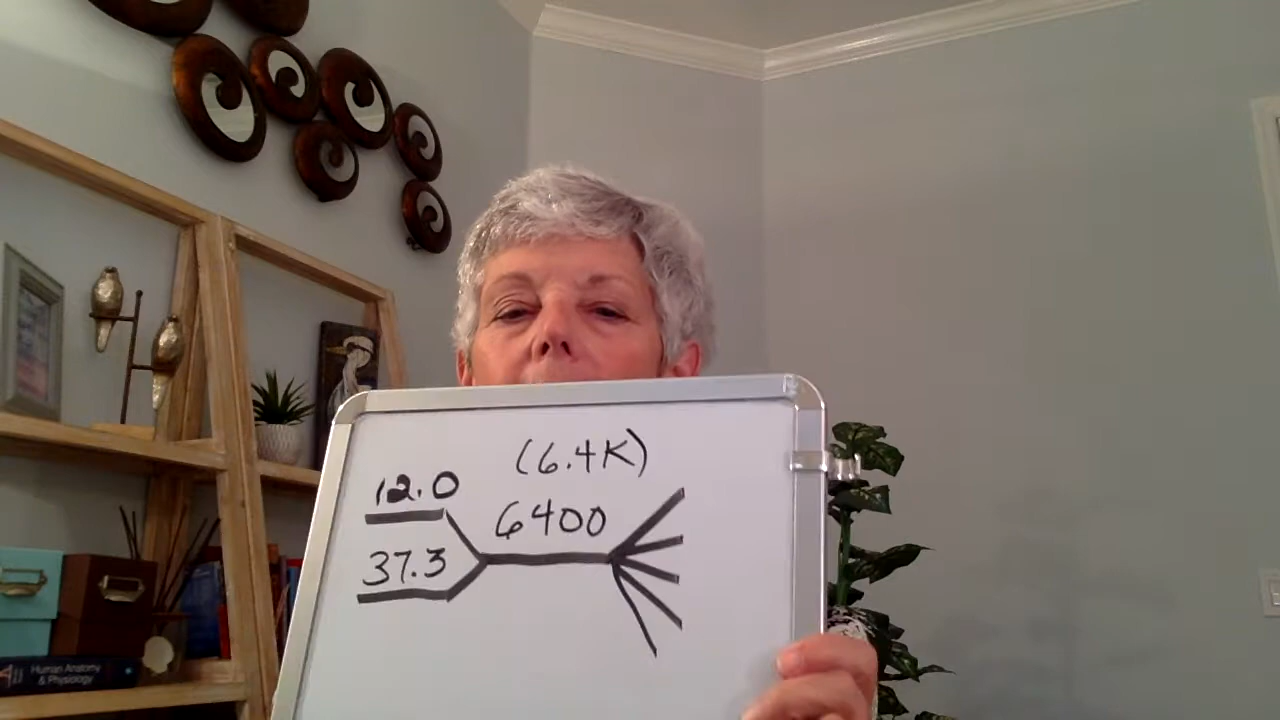 (6.4K)
12.0
6400
37.3
Human Anatomy
& Physiology